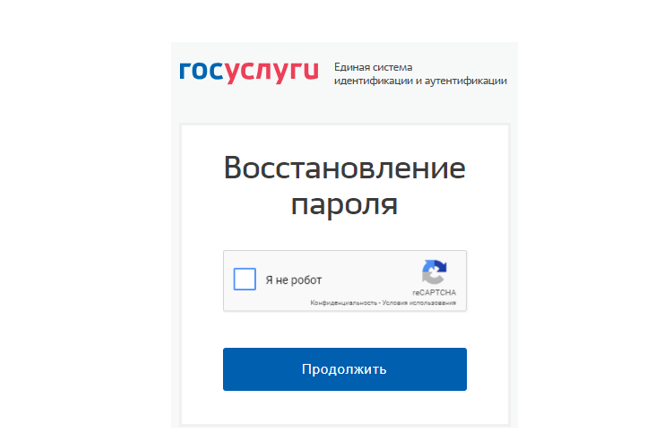 госуслуги
Единая система
идентификации и аутентификации
Восстановление
пароля
Я не робот
reCAPTCHA
Конфиденциальность - Условия использования
Продолжить